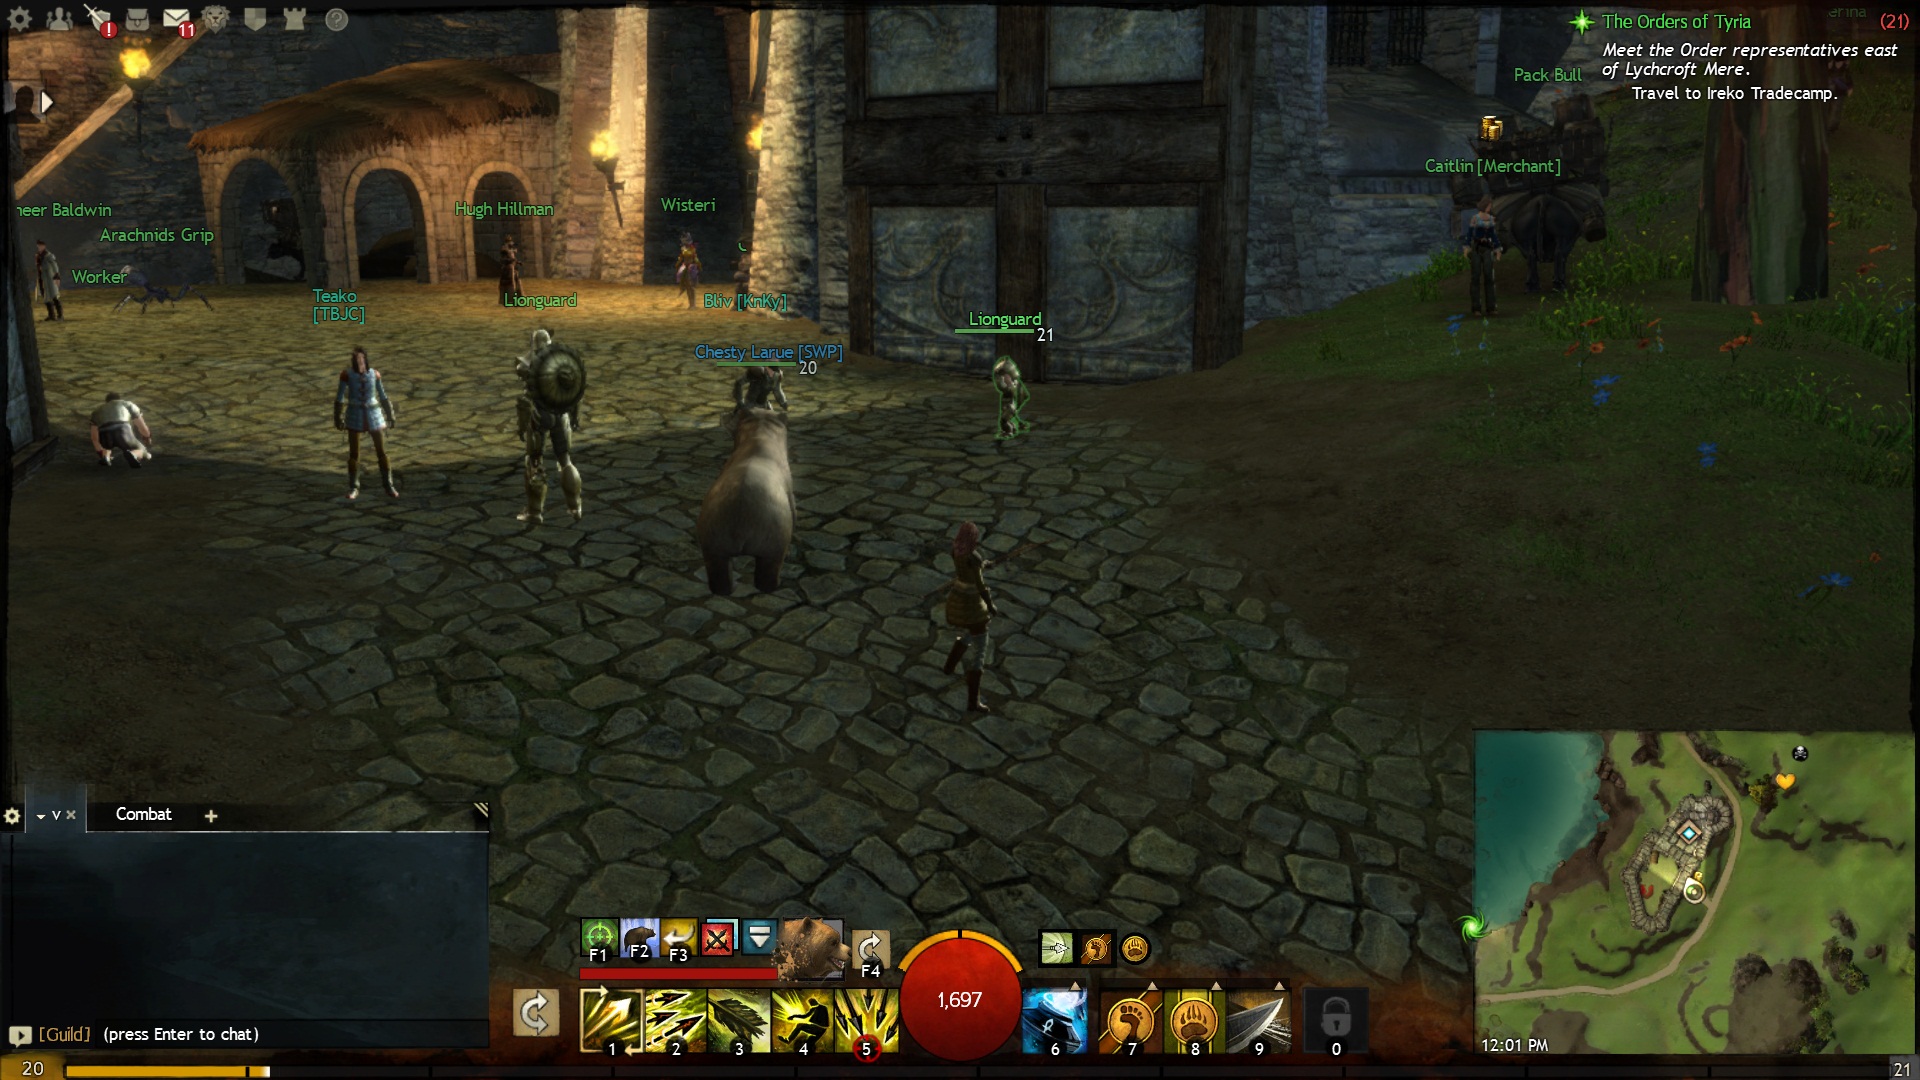 11
The Orders of Tyria
(21)
Meet the Order representatives east
of Lychcroft Mere.
Travel to Ireko Tradecamp.
Pack Bull
Caitlin [Merchant]
neer Baldwin
Arachnids Grip
Worker
Hugh Hillman
Wisteri
Teako
[TBJC]
Lionguard
Bliv [KnKy]
Lionguard
21
Chesty Larue [SWP]
20
v
Combat
F1
F2
F3
F4
1,697
1
2
3
4
5
6
7
8
9
0
[Guild] (press Enter to chat)
12:01 PM
20
21